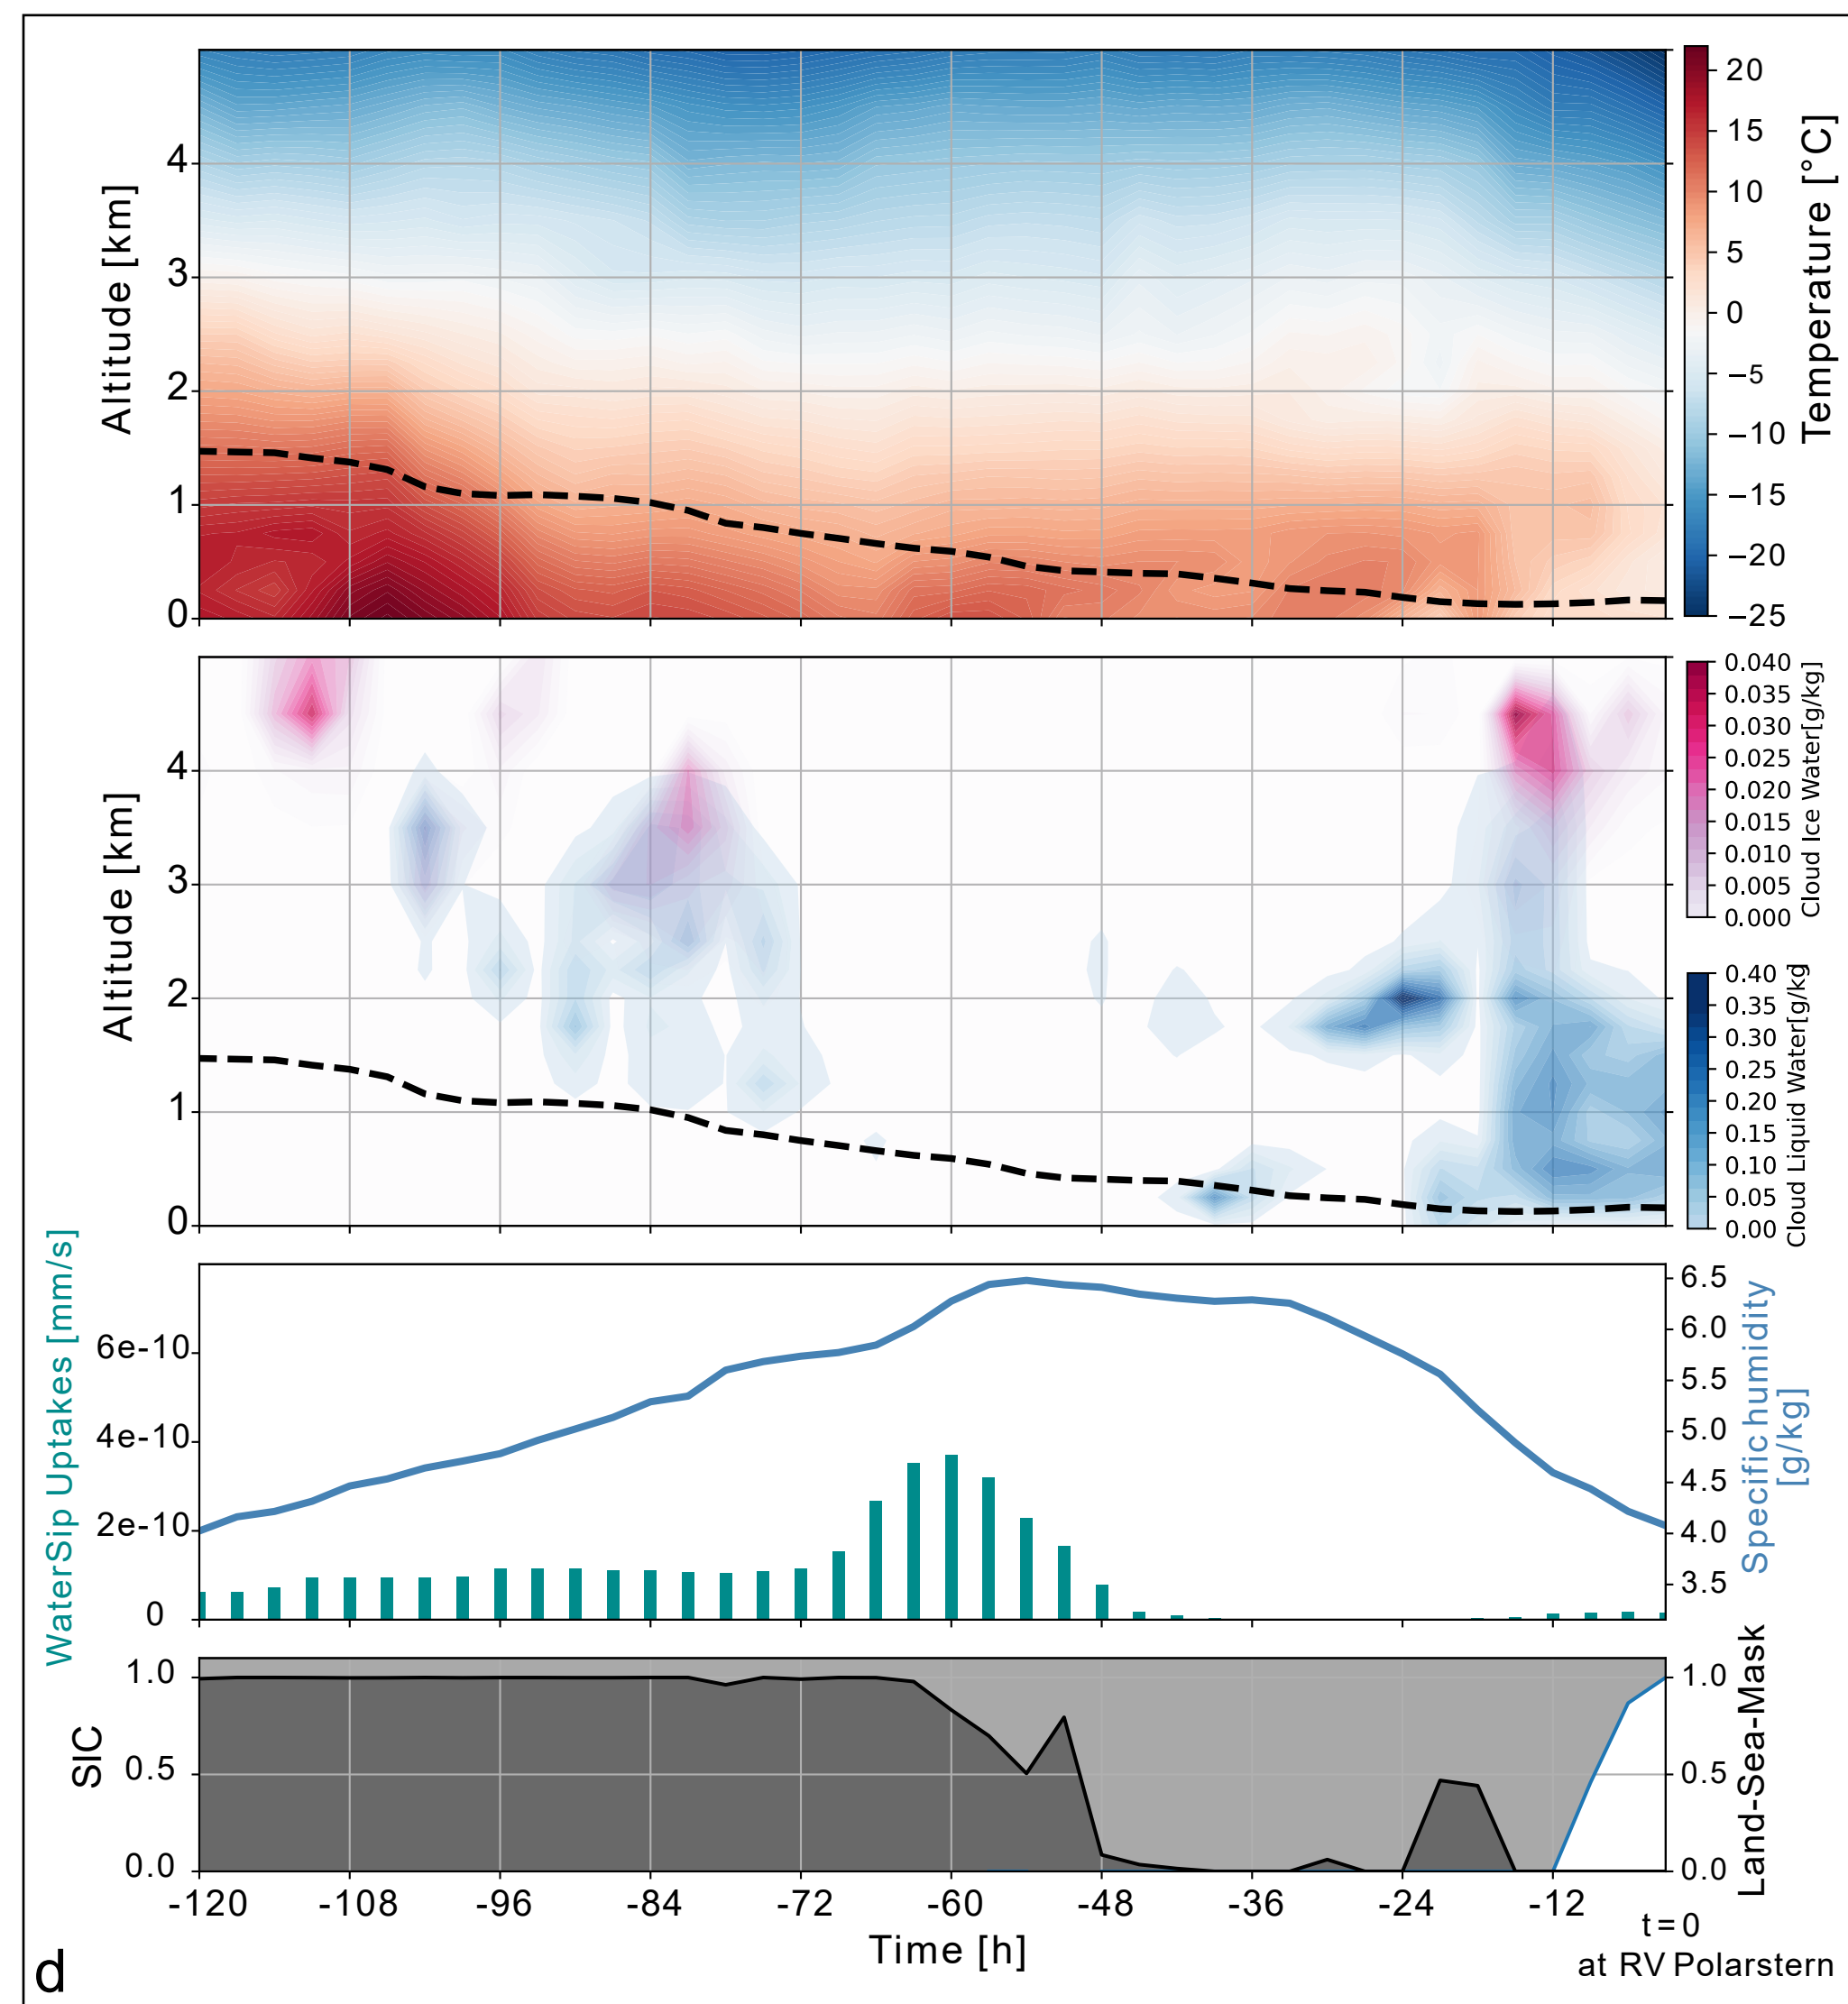 4
3
2
1
0
Altitude [km]
20
15
10
5
0
−5
−10
−15
−20
−25
Temperature [°C]
4
3
2
1
0
Altitude [km]
0.040
0.035
0.030
0.025
0.020
0.015
0.010
0.005
0.000
Cloud Ice Water[g/kg]
0.40
0.35
0.30
0.25
0.20
0.15
0.10
0.05
0.00
Cloud Liquid Water[g/kg]
WaterSip Uptakes [mm/s]
6e-10
4e-10
2e-10
0
6.5
6.0
5.5
5.0
4.5
4.0
3.5
Specific humidity
[g/kg]
SIC
1.0
0.5
0.0
1.0
0.5
0.0
Land-Sea-Mask
-120 -108 -96 -84 -72 -60 -48 -36 -24 -12
t=0
at RV Polarstern
Time [h]
d